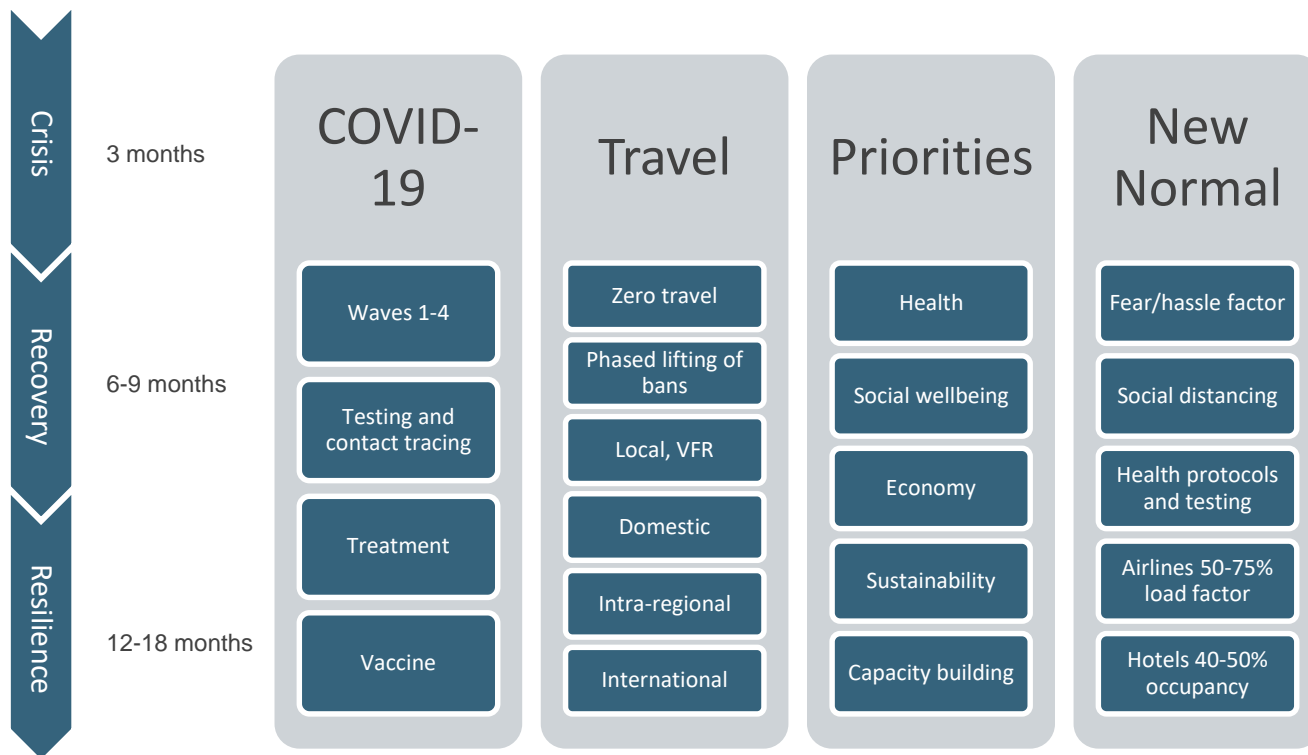 Crisis
3 months
Recovery
6-9 months
Resilience
12-18 months
COVID-
19
Waves 1-4
Testing and
contact tracing
Treatment
Vaccine
Travel
Zero travel
Phased lifting of
bans
Local, VFR
Domestic
Intra-regional
International
Priorities
Health
Social wellbeing
Economy
Sustainability
Capacity building
New
Normal
Fear/hassle factor
Social distancing
Health protocols
and testing
Airlines 50-75%
load factor
Hotels 40-50%
occupancy